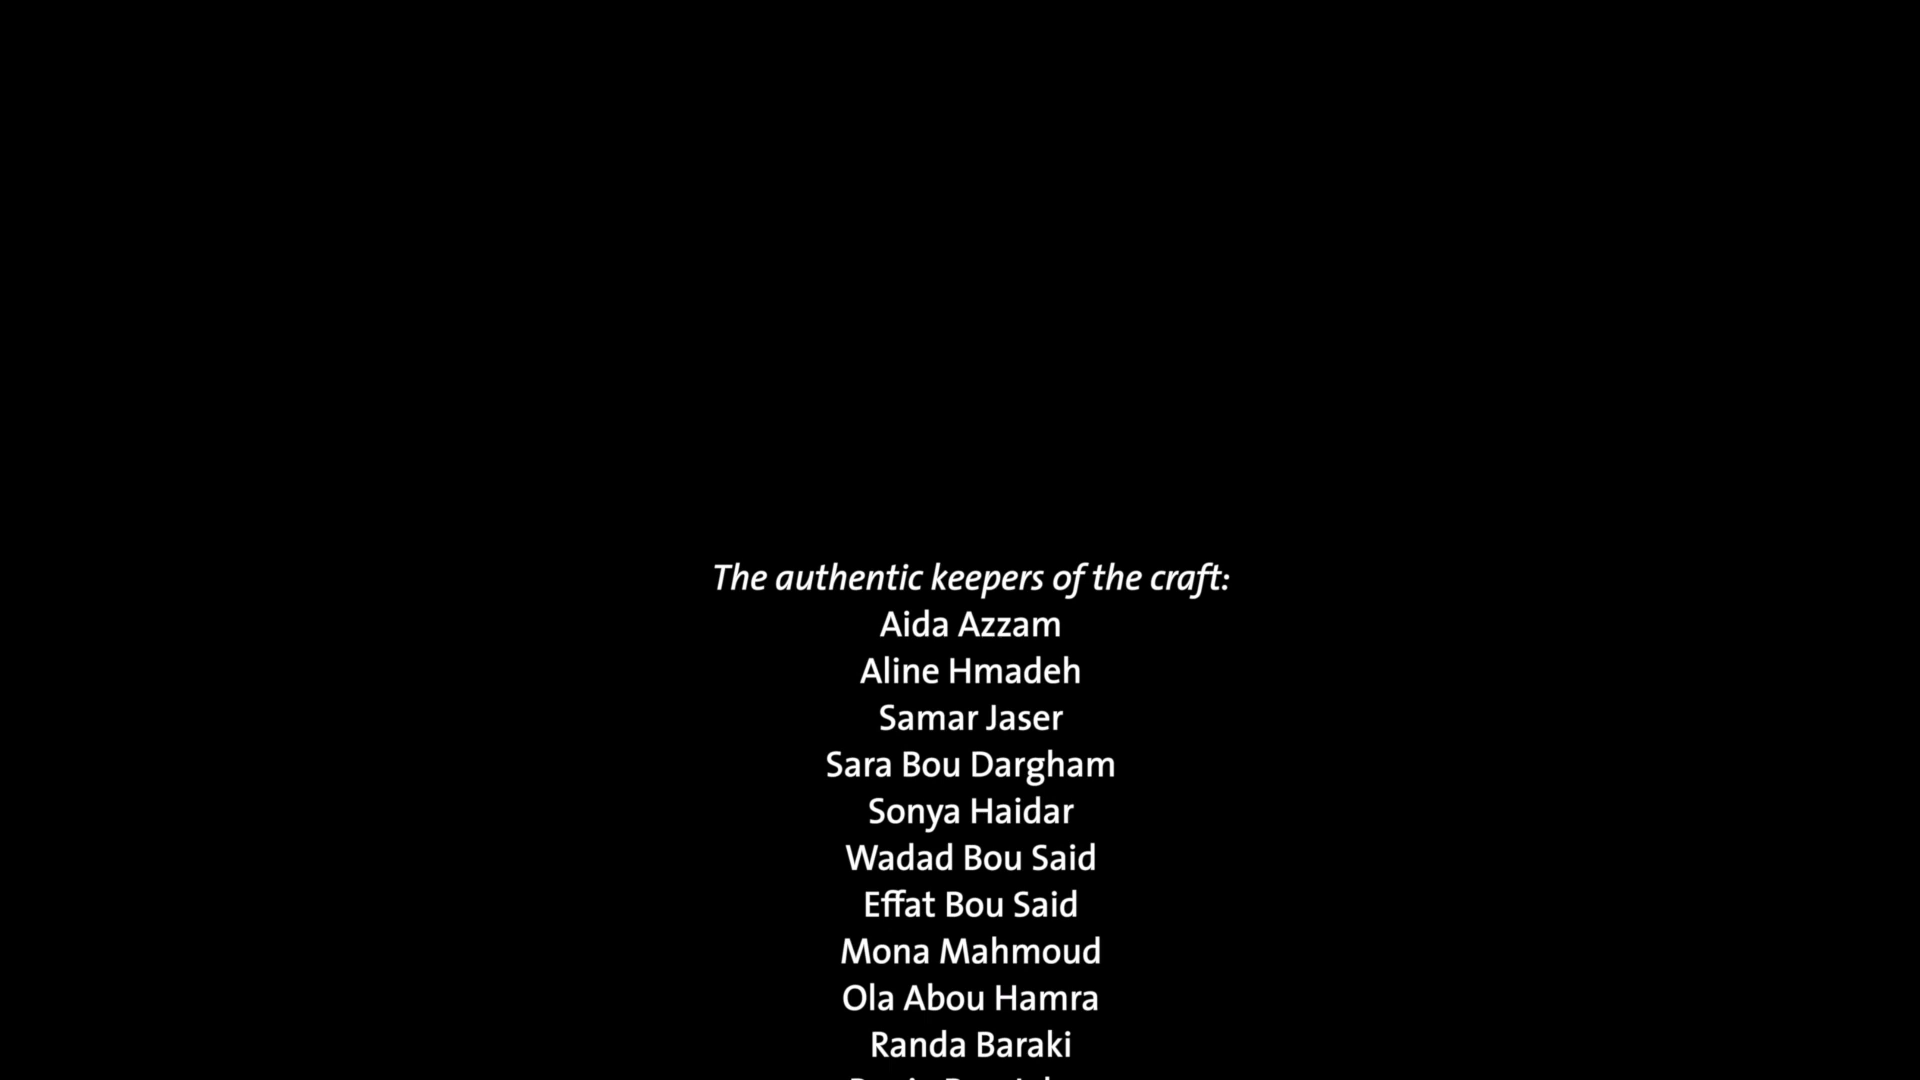 The authentic keepers of the craft:
Aida Azzam
Aline Hmadeh
Samar Jaser
Sara Bou Dargham
Sonya Haidar
Wadad Bou Said
Effat Bou Said
Mona Mahmoud
Ola Abou Hamra
Randa Baraki